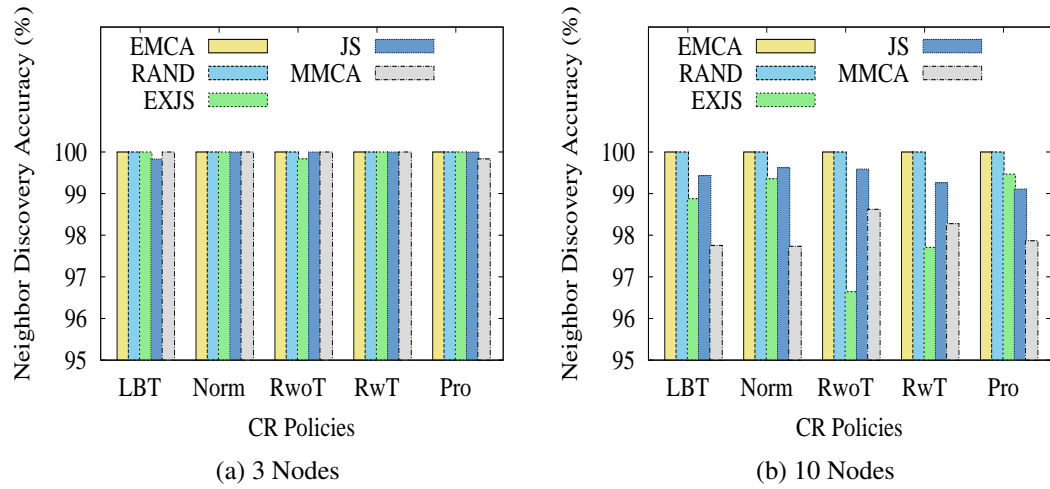 Neighbor Discovery Accuracy (%)
EMCA
RAND
EXJS
JS
MMCA
100
99
98
97
96
95
LBT Norm RwoT RwT Pro
CR Policies
(a) 3 Nodes
Neighbor Discovery Accuracy (%)
EMCA
RAND
EXJS
JS
MMCA
100
99
98
97
96
95
LBT Norm RwoT RwT Pro
CR Policies
(b) 10 Nodes